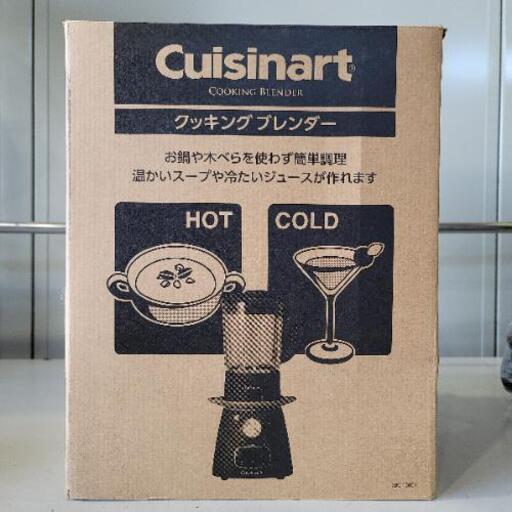 Cuisinart®
COOKING BLENDER
クッキング ブレンダー
お鍋や木べらを使わず簡単調理
温かいスープや冷たいジュースが作れます
HOT
COLD
Cuisinart